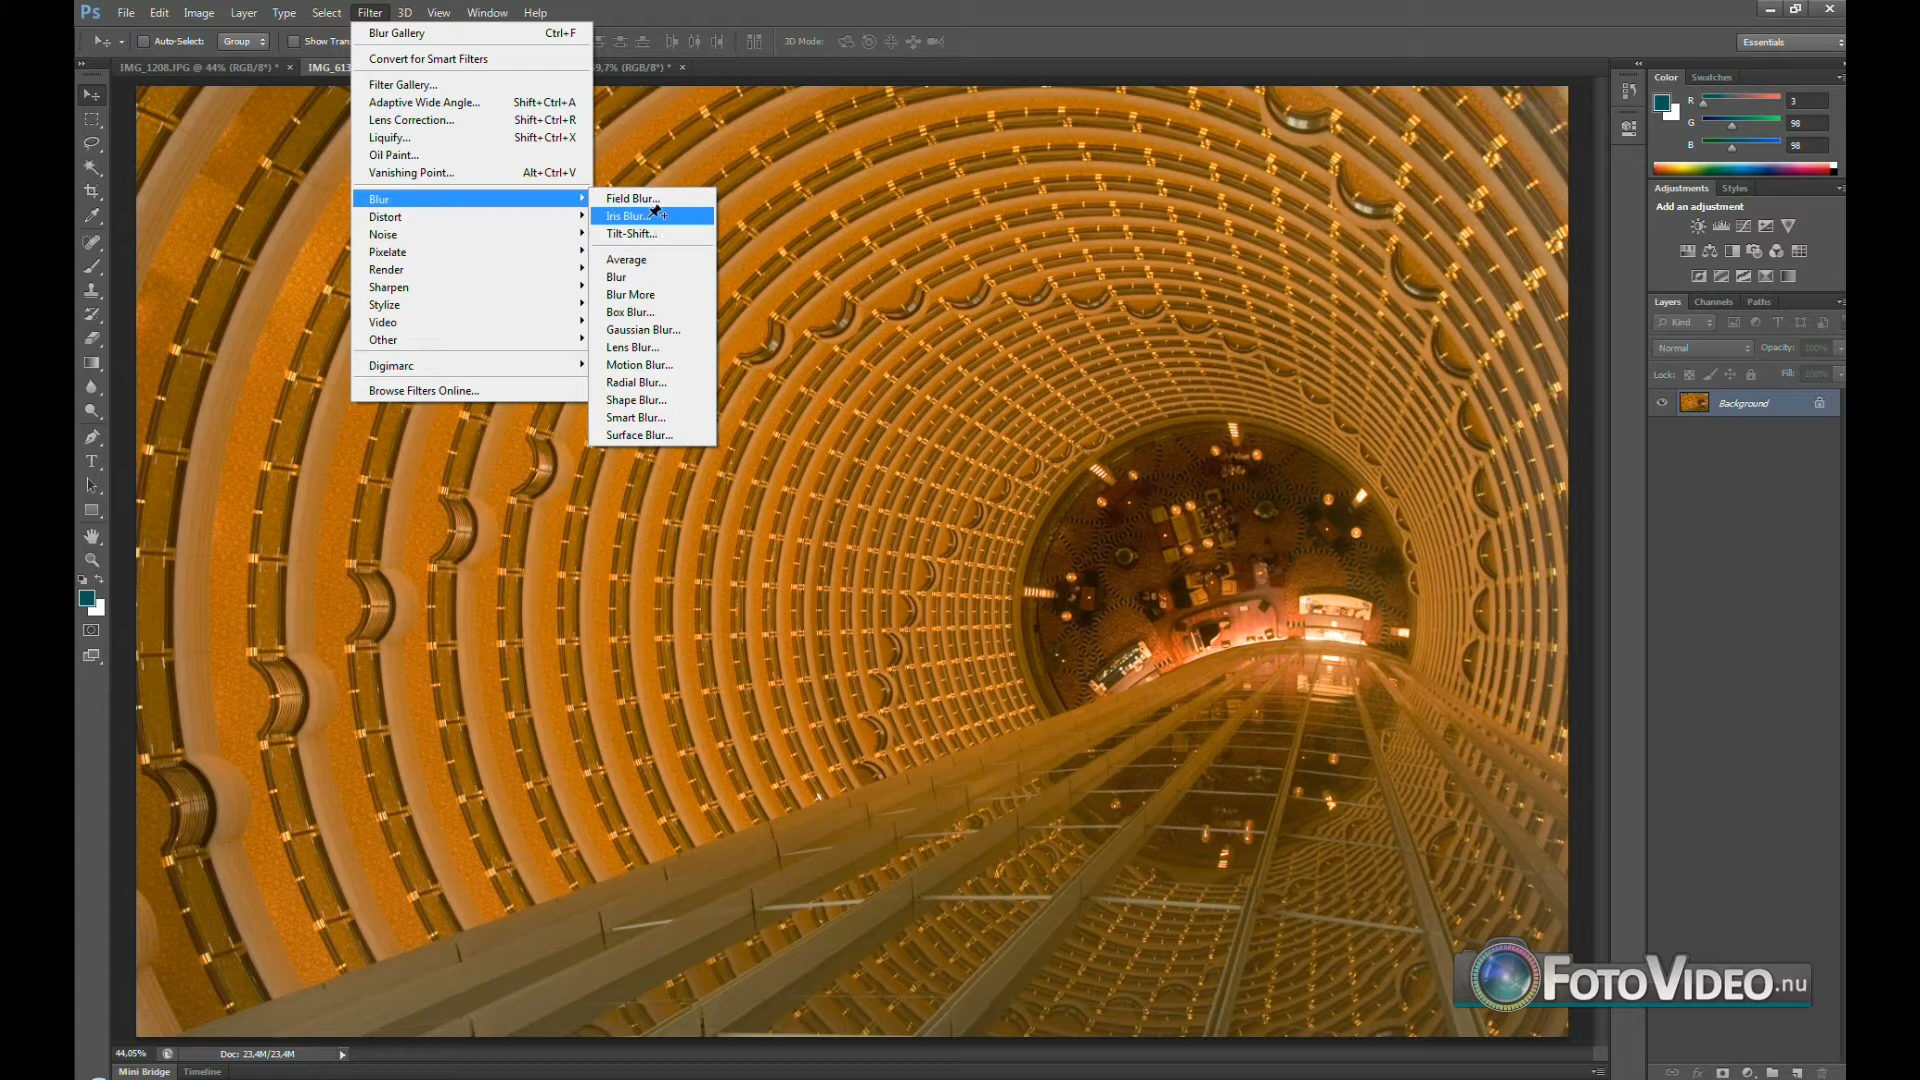 Ps File Edit Image Layer Type Select Filter 3D View Window Help
Auto-Select: Group Show Tran 3D Mode: Essentials
IMG_1208.JPG @ 44% (RGB/8*) * × IMG_613 9,7% (RGB/8*) * ×
Blur Gallery Ctrl+F
Convert for Smart Filters
Filter Gallery...
Adaptive Wide Angle... Shift+Ctrl+A
Lens Correction... Shift+Ctrl+R
Liquify... Shift+Ctrl+X
Oil Paint...
Vanishing Point... Alt+Ctrl+V
Blur
Distort
Noise
Pixelate
Render
Sharpen
Stylize
Video
Other
Digimarc
Browse Filters Online...
Field Blur...
Iris Blur...
Tilt-Shift...
Average
Blur
Blur More
Box Blur...
Gaussian Blur...
Lens Blur...
Motion Blur...
Radial Blur...
Shape Blur...
Smart Blur...
Surface Blur...
Color Swatches
R 3
G 98
B 98
Adjustments Styles
Add an adjustment
Layers Channels Paths
Kind
Normal Opacity: 100%
Lock: Fill: 100%
Background
FOTOVIDEO.nu
44,05% Doc: 23,4M/23,4M
Mini Bridge Timeline